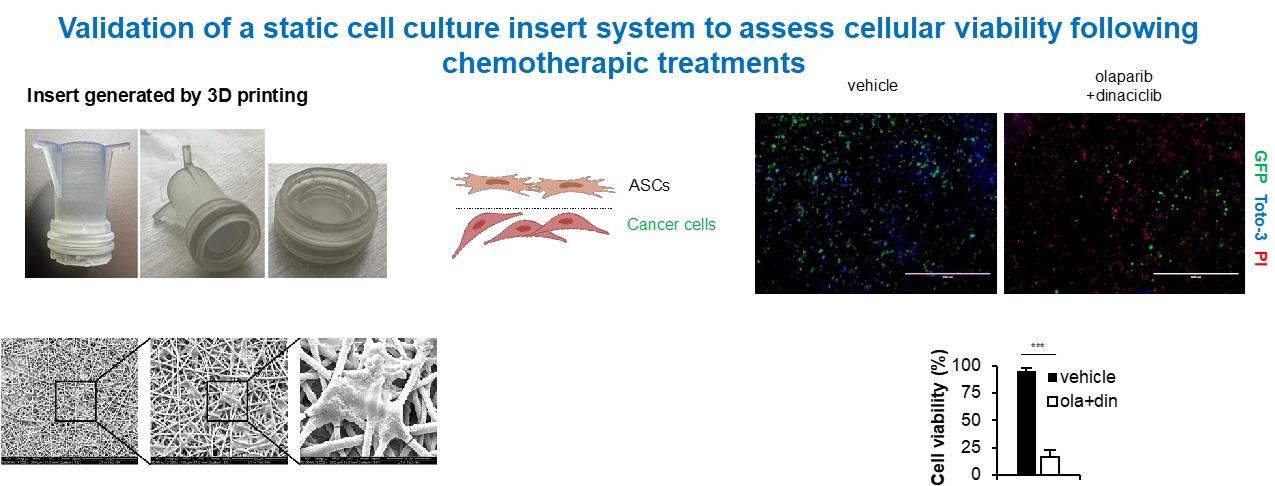 Validation of a static cell culture insert system to assess cellular viability following
chemotherapic treatments
Insert generated by 3D printing
vehicle
olaparib
+dinaciclib
ASCs
Cancer cells
GFP Toto-3 PI
***
Cell viability (%)
100
75
50
25
0
vehicle
ola+din